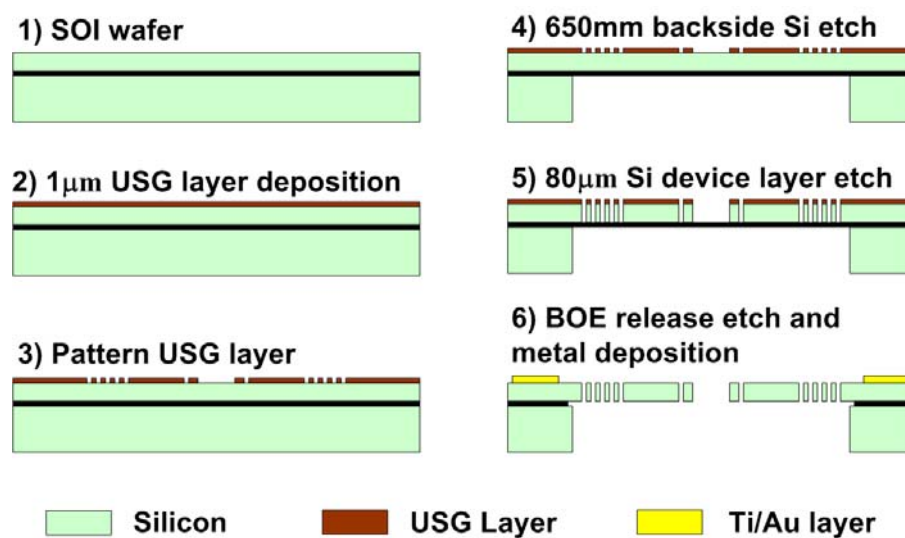 1) SOI wafer
2) 1μm USG layer deposition
3) Pattern USG layer
4) 650mm backside Si etch
5) 80μm Si device layer etch
6) BOE release etch and
metal deposition
Silicon
USG Layer
Ti/Au layer